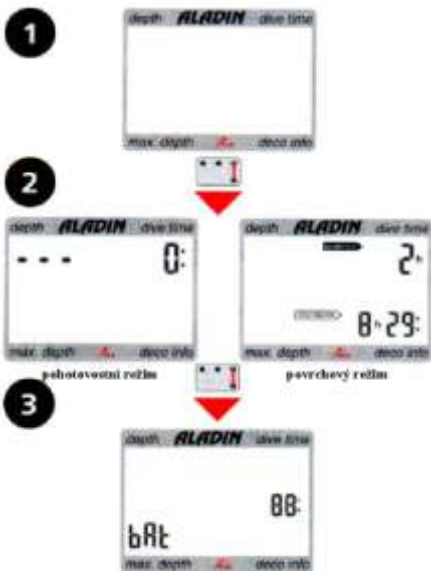 1
depth ALADIN dive time
max. depth deco info
2
depth ALADIN dive time
- - - 0:
max. depth deco info
pohotovostní režim
depth ALADIN dive time
2h
8h29:
max. depth deco info
povrchový režim
3
depth ALADIN dive time
88:
bAt
max. depth deco info